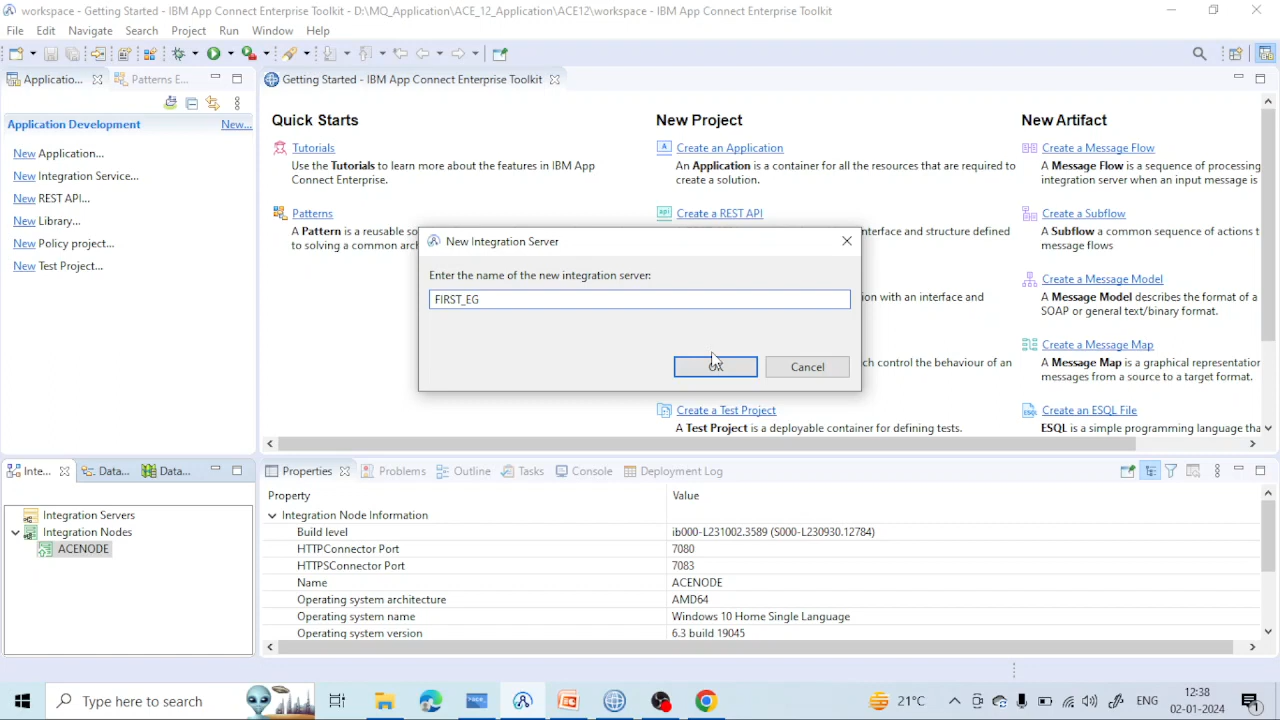 workspace - Getting Started - IBM App Connect Enterprise Toolkit - D:\MQ_Application\ACE_12_Application\ACE12\workspace - IBM App Connect Enterprise Toolkit
File Edit Navigate Search Project Run Window Help
Applicatio... Patterns E...
Getting Started - IBM App Connect Enterprise Toolkit
Application Development New...
New Application...
New Integration Service...
New REST API...
New Library...
New Policy project...
New Test Project...
Quick Starts
Tutorials
Use the Tutorials to learn more about the features in IBM App
Connect Enterprise.
Patterns
A Pattern is a reusable so
to solving a common arc
New Project
Create an Application
An Application is a container for all the resources that are required to
create a solution.
Create a REST API
nterface and structure defined
on with an interface and
ch control the behaviour of an
Create a Test Project
A Test Project is a deployable container for defining tests.
New Artifact
Create a Message Flow
A Message Flow is a sequence of processing
integration server when an input message is
Create a Subflow
A Subflow a common sequence of actions t
message flows
Create a Message Model
A Message Model describes the format of a
SOAP or general text/binary format.
Create a Message Map
A Message Map is a graphical representation
messages from a source to a target format.
Create an ESQL File
ESQL is a simple programming language tha
New Integration Server
Enter the name of the new integration server:
FIRST_EG
OK Cancel
Inte... Data... Data...
Integration Servers
Integration Nodes
ACENODE
Properties Problems Outline Tasks Console Deployment Log
Property Value
Integration Node Information
Build level ib000-L231002.3589 (S000-L230930.12784)
HTTPConnector Port 7080
HTTPSConnector Port 7083
Name ACENODE
Operating system architecture AMD64
Operating system name Windows 10 Home Single Language
Operating system version 6.3 build 19045
Type here to search
21°C
ENG
12:38
02-01-2024